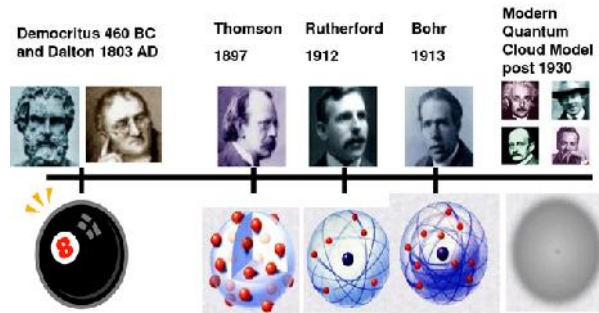 Democritus 460 BC
and Dalton 1803 AD
Thomson
1897
Rutherford
1912
Bohr
1913
Modern
Quantum
Cloud Model
post 1930
8